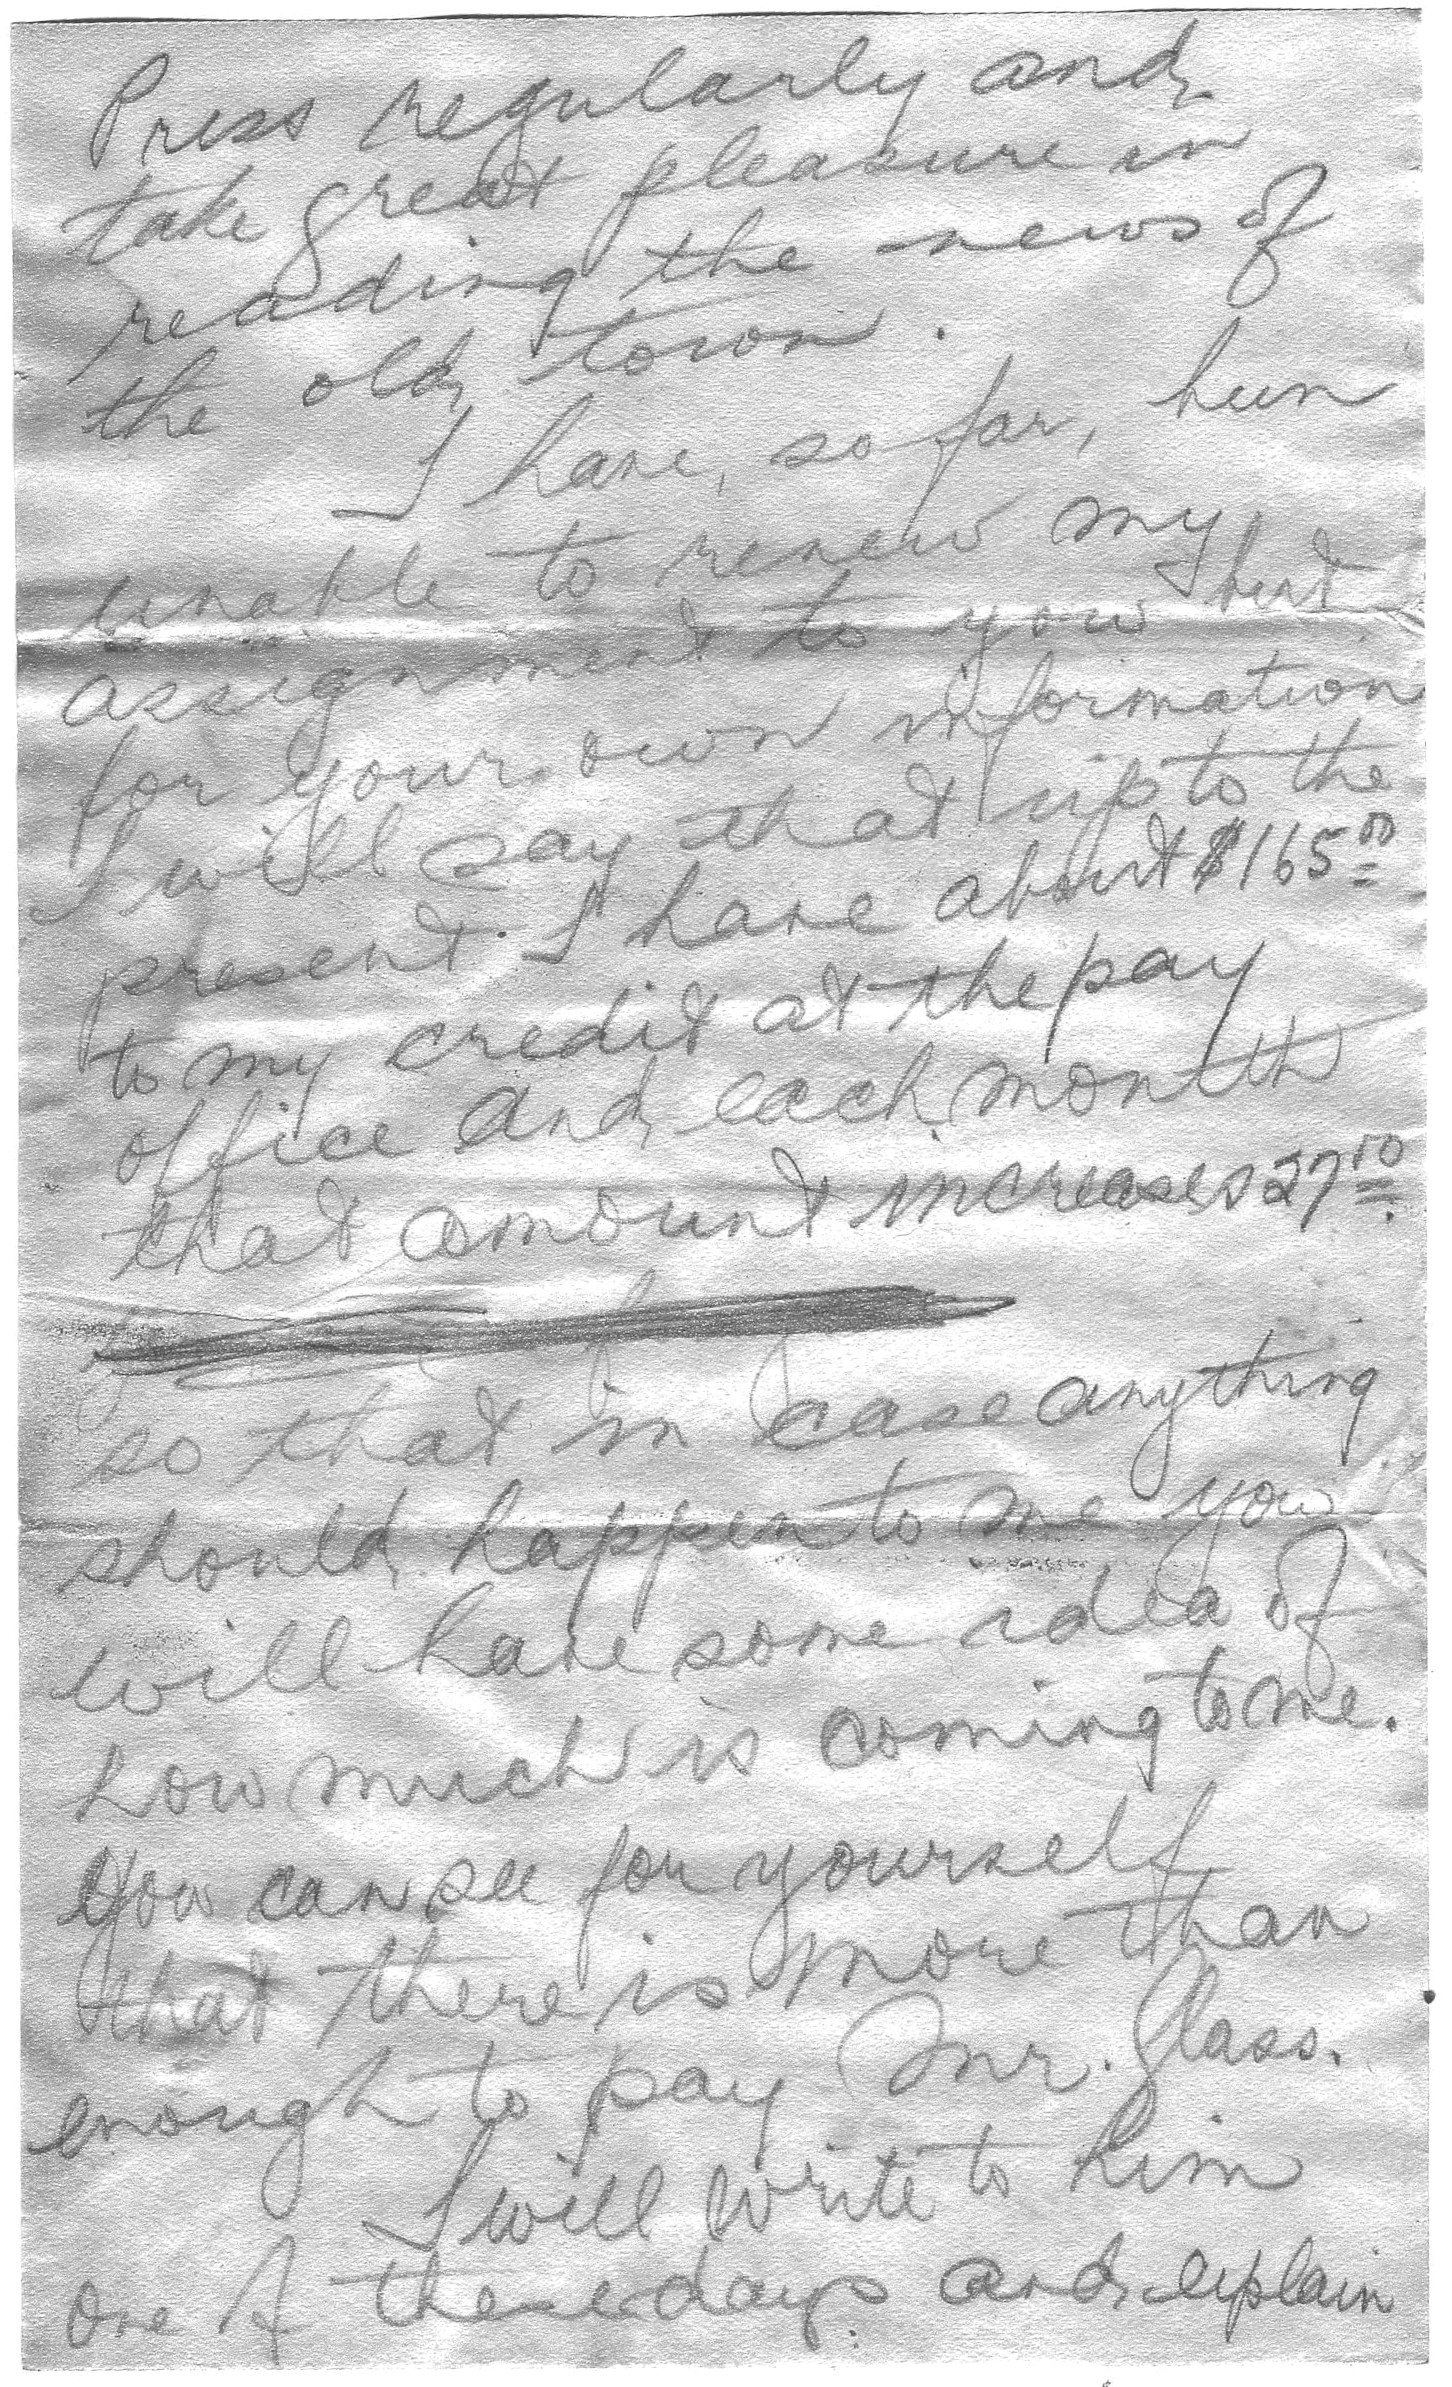 Press regularly and
take great pleasure in
reading the news of
the old town.
I have, so far, been
unable to renew my
assignment to you but
for your own information
I will say that up to the
present I have about $165.00
to my credit at the pay
office and each month
that amount increases 27.10
so that in case anything
should happen to me you
will have some idea of
how much is coming to me.
You can see for yourself
that there is more than
enough to pay Mr. Glass.
I will write to him
one of these days and explain